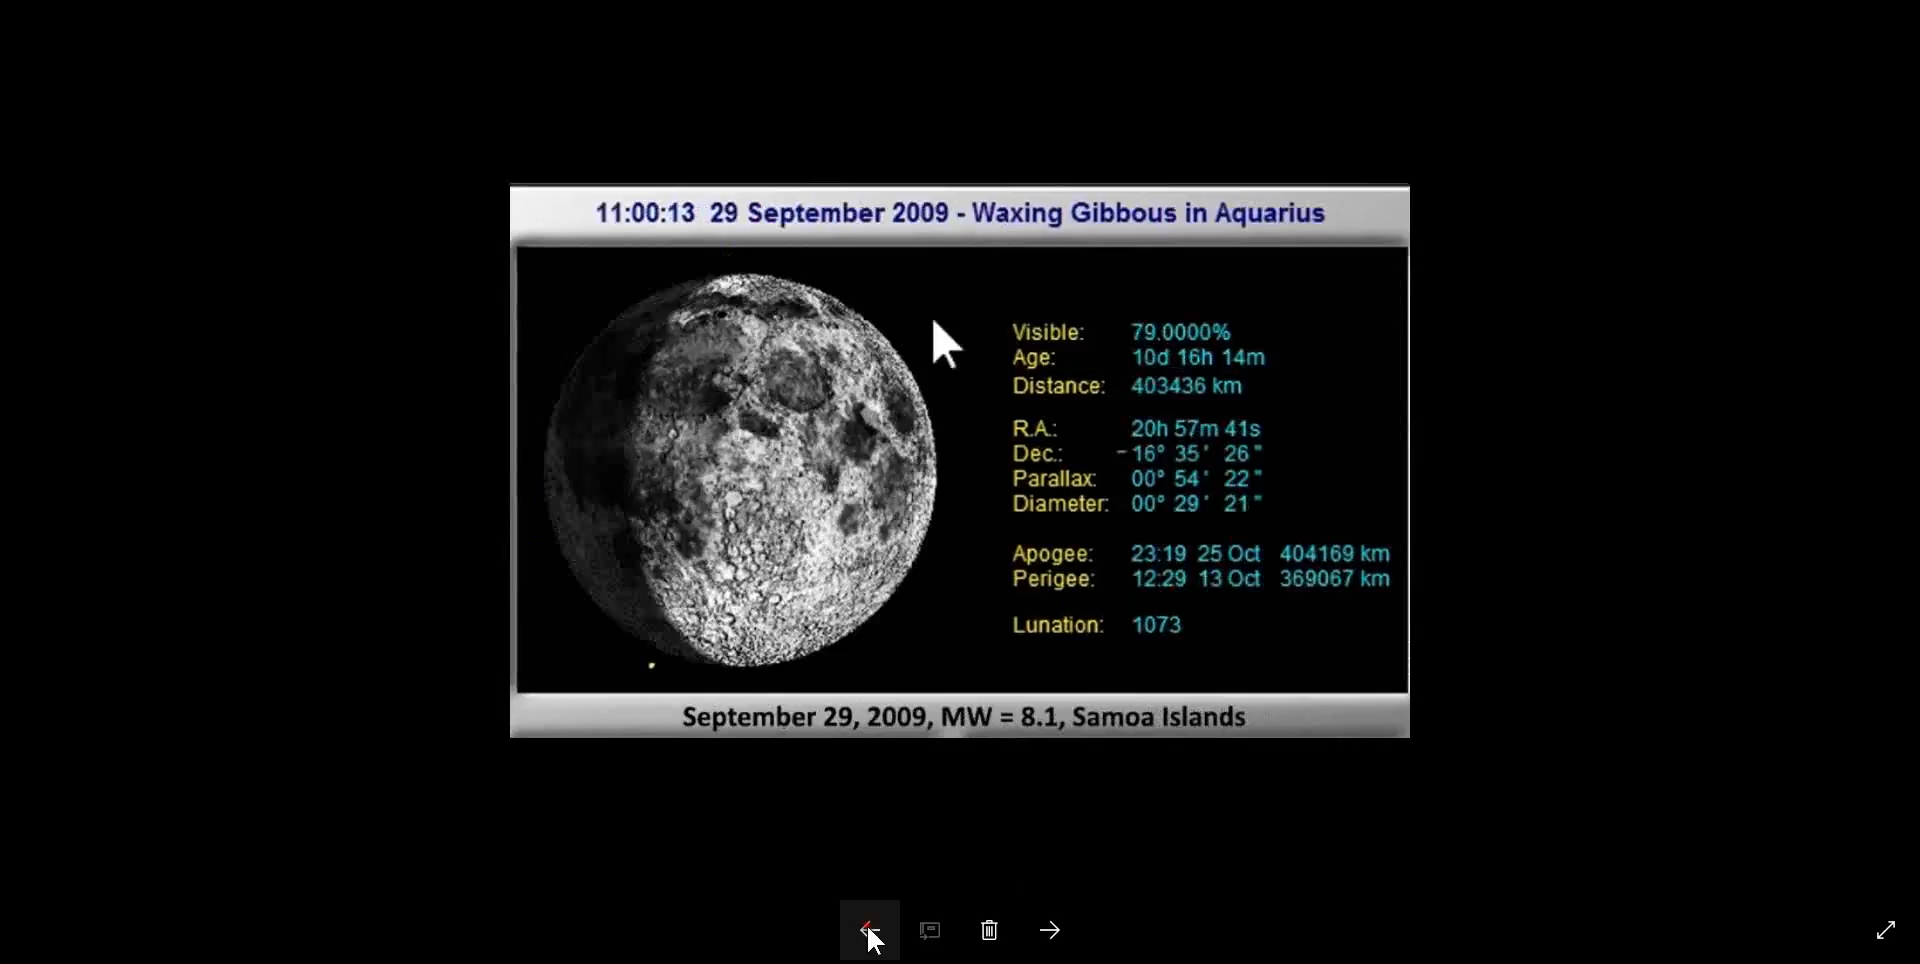 11:00:13 29 September 2009 - Waxing Gibbous in Aquarius
Visible: 79.0000%
Age: 10d 16h 14m
Distance: 403436 km
R.A.: 20h 57m 41s
Dec.: -16° 35' 26"
Parallax: 00° 54' 22"
Diameter: 00° 29' 21"
Apogee: 23:19 25 Oct 404169 km
Perigee: 12:29 13 Oct 369067 km
Lunation: 1073
September 29, 2009, MW = 8.1, Samoa Islands